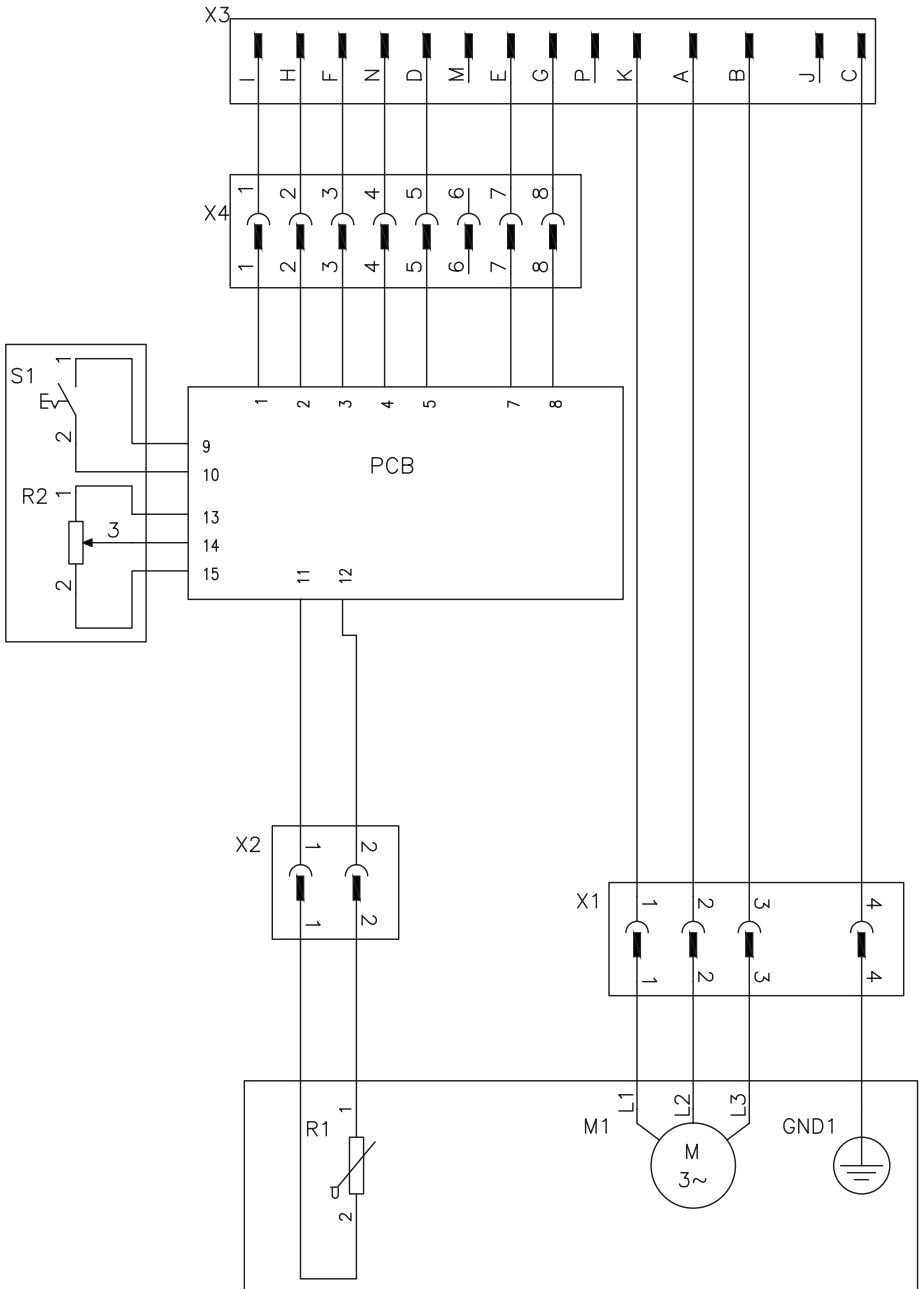 X3
I H F N D M E G P K A B J C
X4
1 2 3 4 5 6 7 8
1 2 3 4 5 6 7 8
S1
1
2
R2
1
3
2
1 2 3 4 5 7 8
9
10
PCB
13
14
15
11 12
X2
1 2
1 2
X1
1 2 3 4
1 2 3 4
R1
1
2
M1
L1 L2 L3
M
3~
GND1